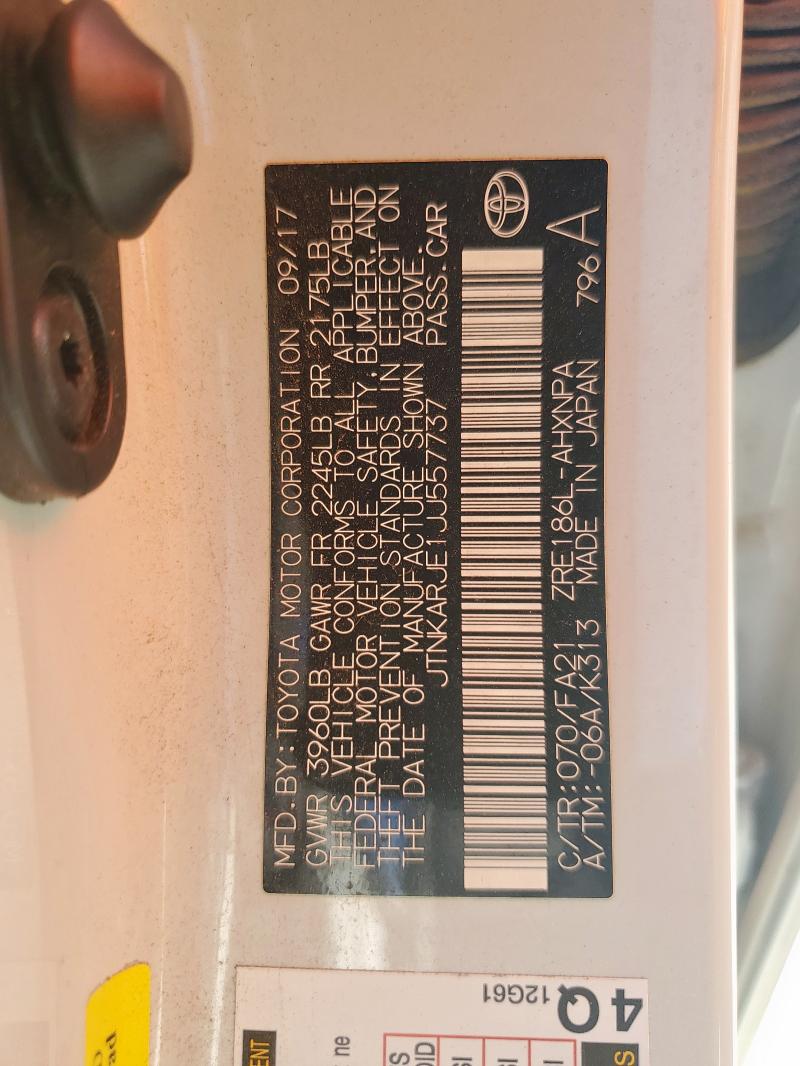 MFD.BY:TOYOTA MOTOR CORPORATION 09/17
GVWR 3960LB GAWR FR 2245LB RR 2175LB
THIS VEHICLE CONFORMS TO ALL APPLICABLE
FEDERAL MOTOR VEHICLE SAFETY,BUMPER,AND
THEFT PREVENTION STANDARDS IN EFFECT ON
THE DATE OF MANUFACTURE SHOWN ABOVE.
JTNKARJE1JJ557737 PASS.CAR
C/TR:070/FA21 ZRE186L-AHXNPA
A/TM:-06A/K313 MADE IN JAPAN 796A
4Q
12G61